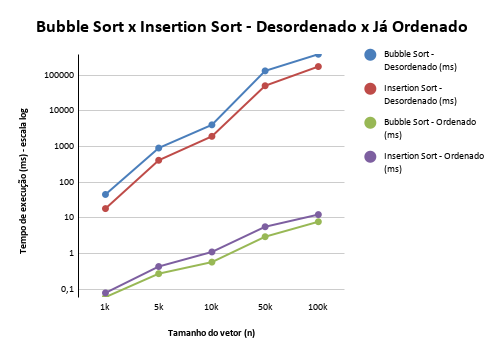 Bubble Sort x Insertion Sort - Desordenado x Já Ordenado
100000
10000
1000
100
10
1
0,1
1k
5k
10k
50k
100k
Tempo de execução (ms) - escala log
Tamanho do vetor (n)
Bubble Sort -
Desordenado (ms)
Insertion Sort -
Desordenado (ms)
Bubble Sort - Ordenado
(ms)
Insertion Sort - Ordenado
(ms)